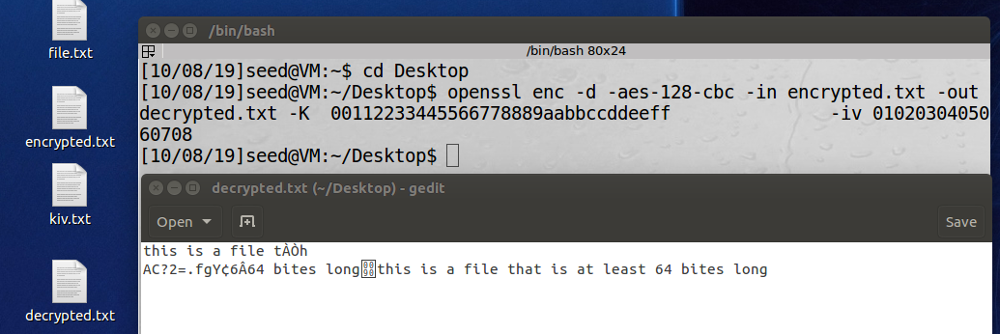 file.txt
encrypted.txt
kiv.txt
decrypted.txt
/bin/bash
/bin/bash 80x24
[10/08/19]seed@VM:~$ cd Desktop
[10/08/19]seed@VM:~/Desktop$ openssl enc -d -aes-128-cbc -in encrypted.txt -out
decrypted.txt -K  00112233445566778889aabbccddeeff                -iv 01020304050
60708
[10/08/19]seed@VM:~/Desktop$
decrypted.txt (~/Desktop) - gedit
Open
Save
this is a file tÀÒh
AC?2=.fgY¢6Â64 bites long0090this is a file that is at least 64 bites long